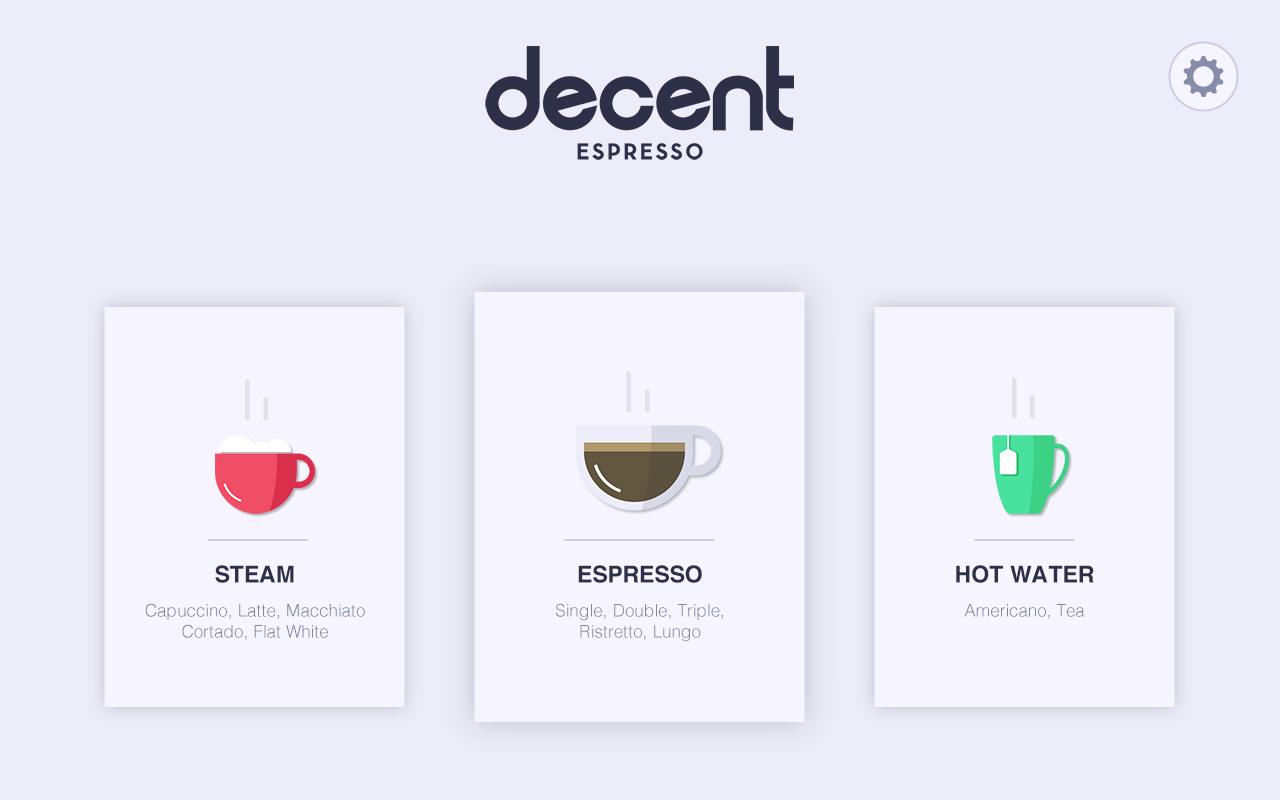 decent
ESPRESSO
STEAM
Capuccino, Latte, Macchiato
Cortado, Flat White
ESPRESSO
Single, Double, Triple,
Ristretto, Lungo
HOT WATER
Americano, Tea